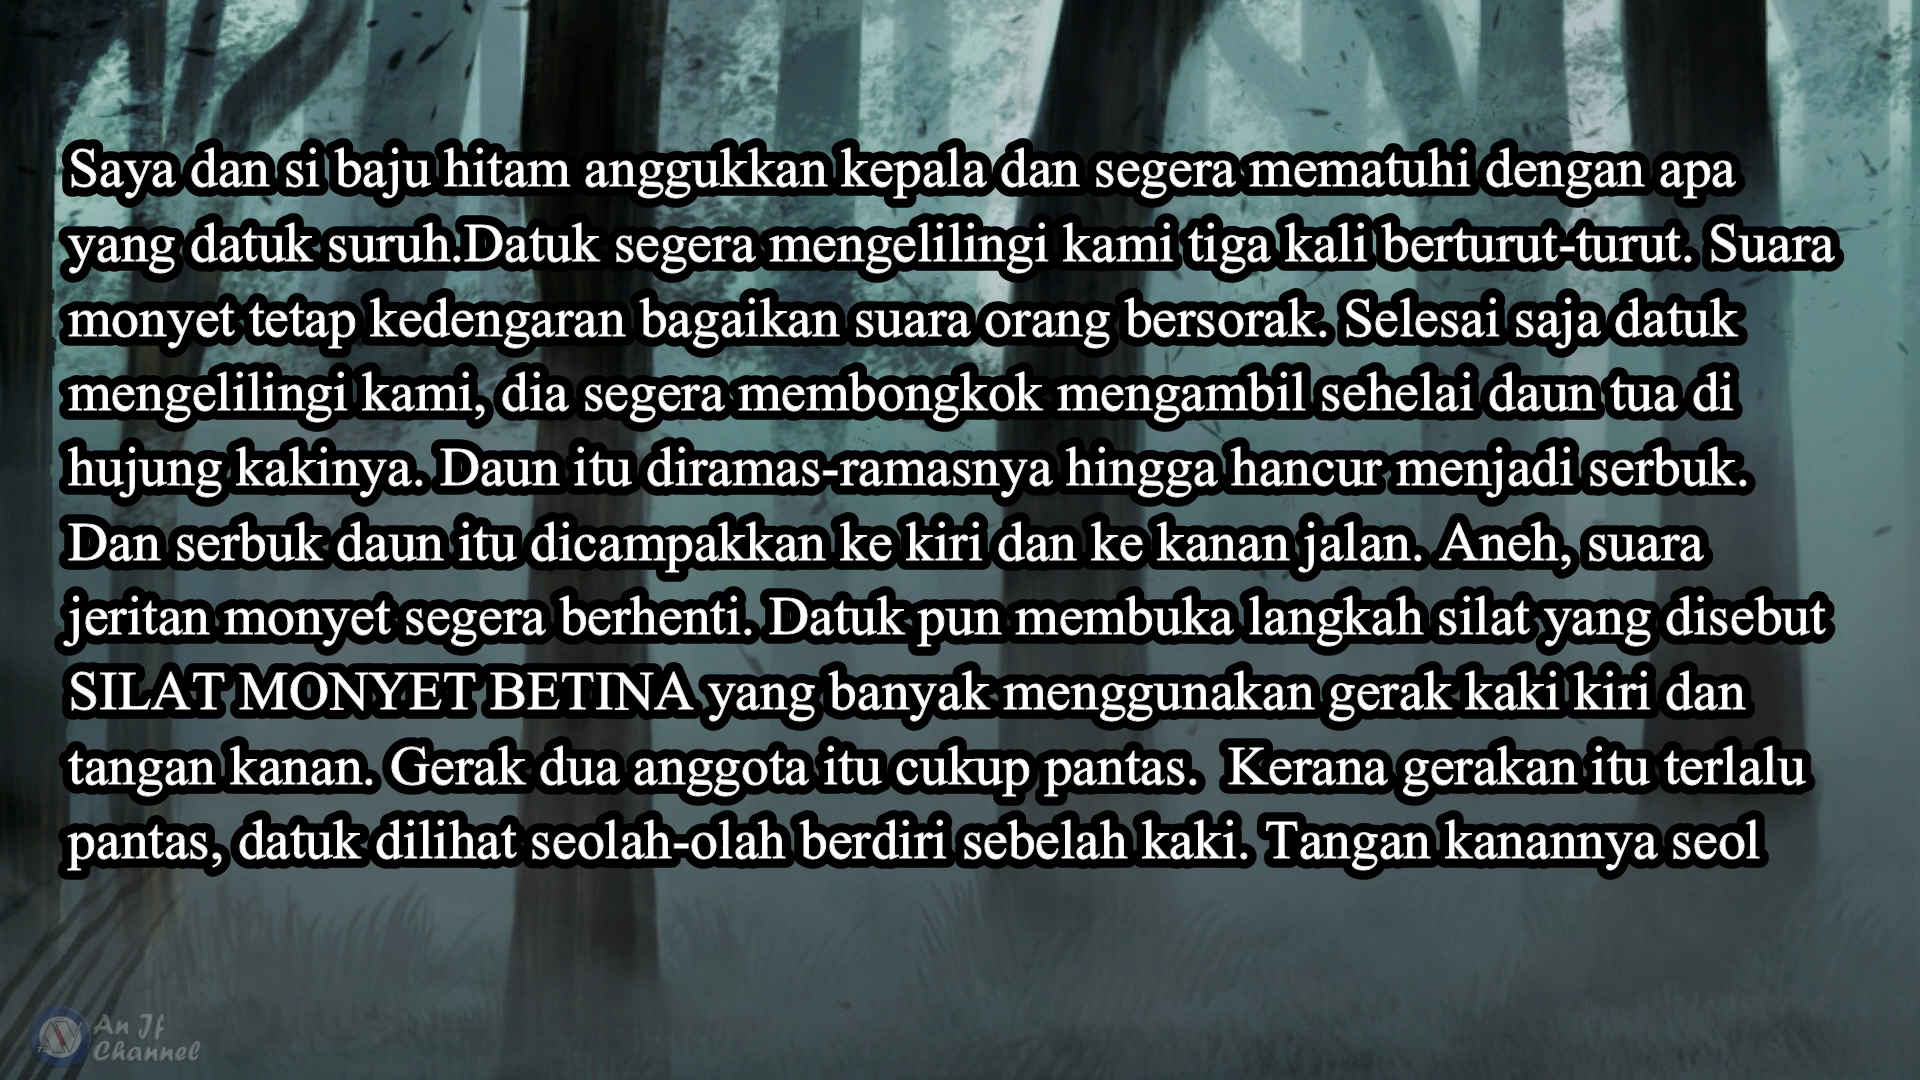 Saya dan si baju hitam anggukkan kepala dan segera mematuhi dengan apa
yang datuk suruh.Datuk segera mengelilingi kami tiga kali berturut-turut. Suara
monyet tetap kedengaran bagaikan suara orang bersorak. Selesai saja datuk
mengelilingi kami, dia segera membongkok mengambil sehelai daun tua di
hujung kakinya. Daun itu diramas-ramasnya hingga hancur menjadi serbuk.
Dan serbuk daun itu dicampakkan ke kiri dan ke kanan jalan. Aneh, suara
jeritan monyet segera berhenti. Datuk pun membuka langkah silat yang disebut
SILAT MONYET BETINA yang banyak menggunakan gerak kaki kiri dan
tangan kanan. Gerak dua anggota itu cukup pantas.  Kerana gerakan itu terlalu
pantas, datuk dilihat seolah-olah berdiri sebelah kaki. Tangan kanannya seol
An Jf
Channel